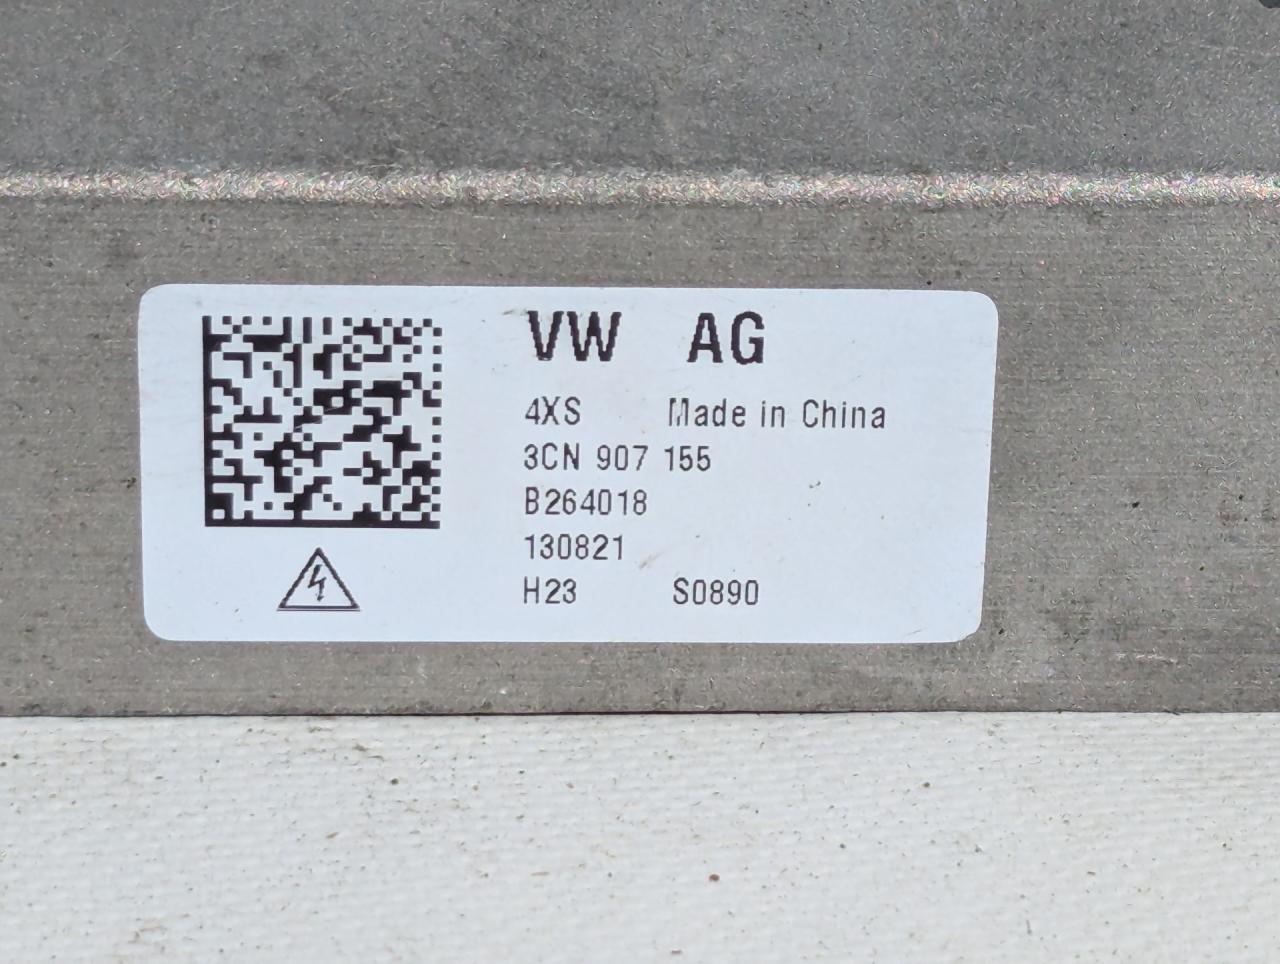 VW AG
4XS Made in China
3CN 907 155
B264018
130821
H23 S0890